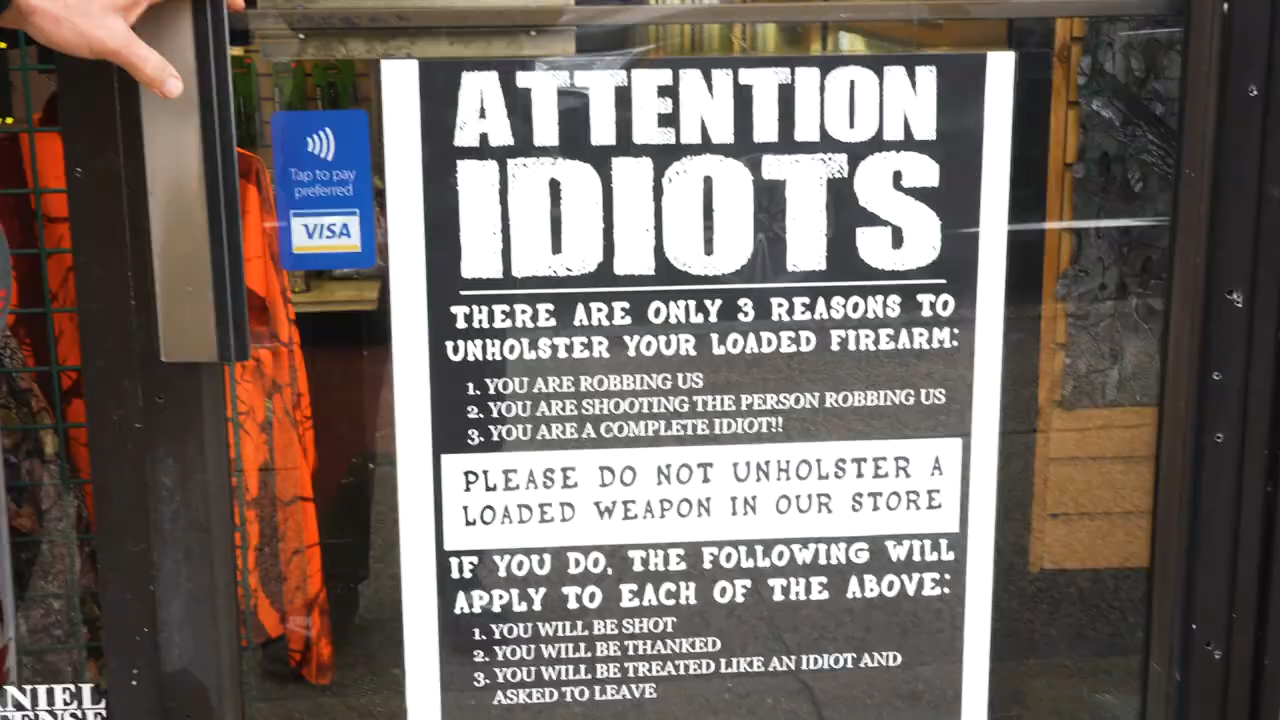 ATTENTION
IDIOTS
Tap to pay
preferred
VISA
THERE ARE ONLY 3 REASONS TO
UNHOLSTER YOUR LOADED FIREARM:
1. YOU ARE ROBBING US
2. YOU ARE SHOOTING THE PERSON ROBBING US
3. YOU ARE A COMPLETE IDIOT!!
PLEASE DO NOT UNHOLSTER A
LOADED WEAPON IN OUR STORE
IF YOU DO, THE FOLLOWING WILL
APPLY TO EACH OF THE ABOVE:
1. YOU WILL BE SHOT
2. YOU WILL BE THANKED
3. YOU WILL BE TREATED LIKE AN IDIOT AND
ASKED TO LEAVE